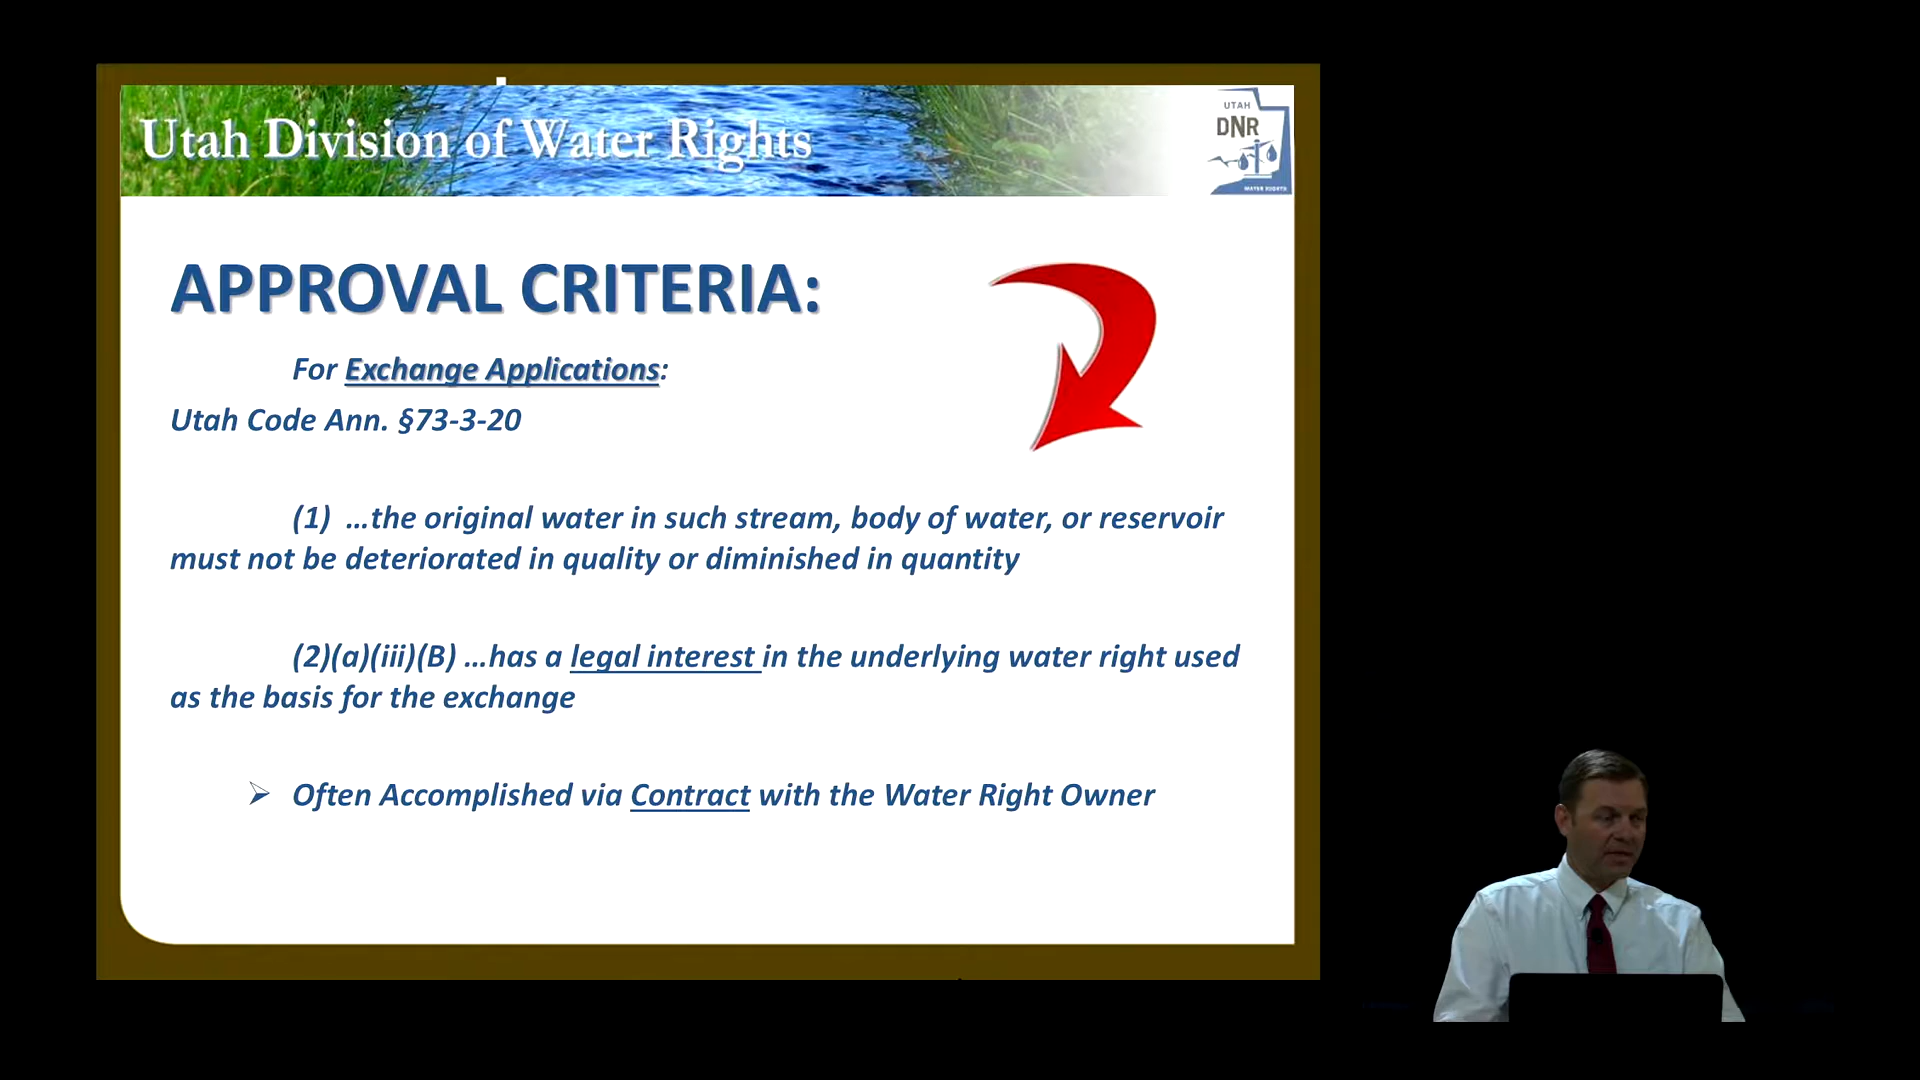 Utah Division of Water Rights
UTAH
DNR
WATER RIGHTS
APPROVAL CRITERIA:
For Exchange Applications:
Utah Code Ann. §73-3-20
(1) …the original water in such stream, body of water, or reservoir
must not be deteriorated in quality or diminished in quantity
(2)(a)(iii)(B) …has a legal interest in the underlying water right used
as the basis for the exchange
➢ Often Accomplished via Contract with the Water Right Owner